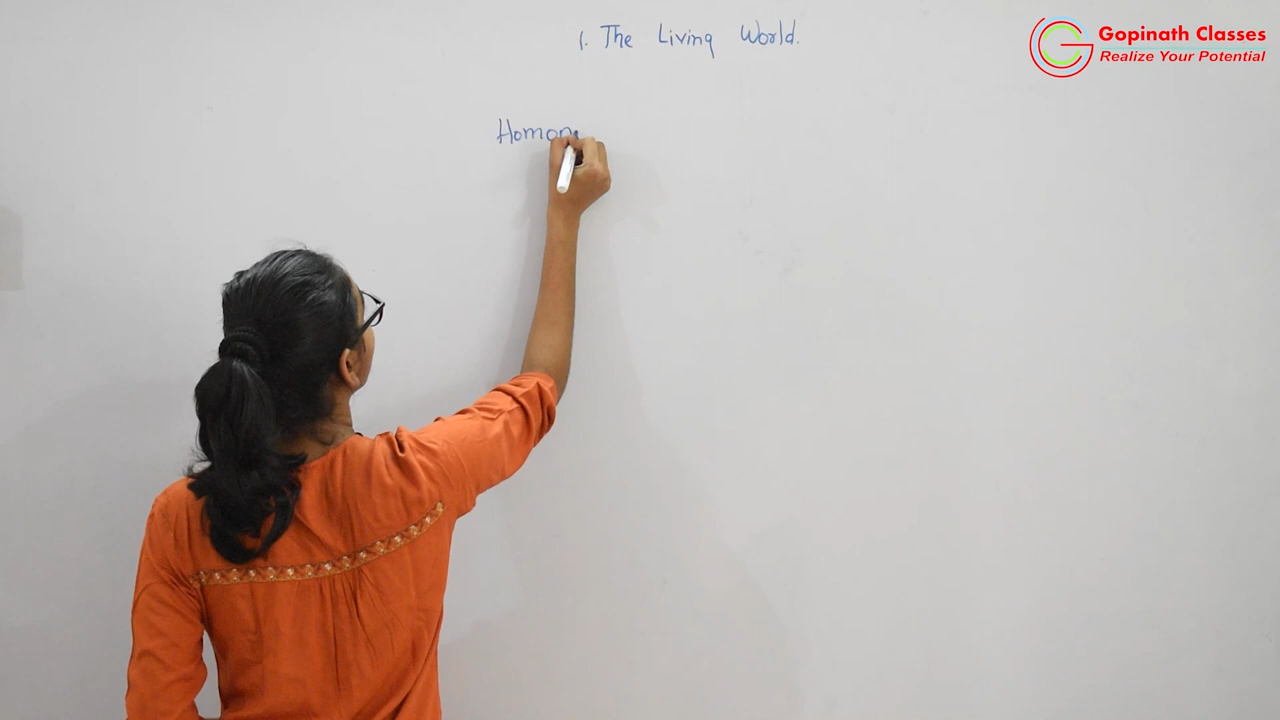 1. The Living World.
Gopinath Classes
Realize Your Potential